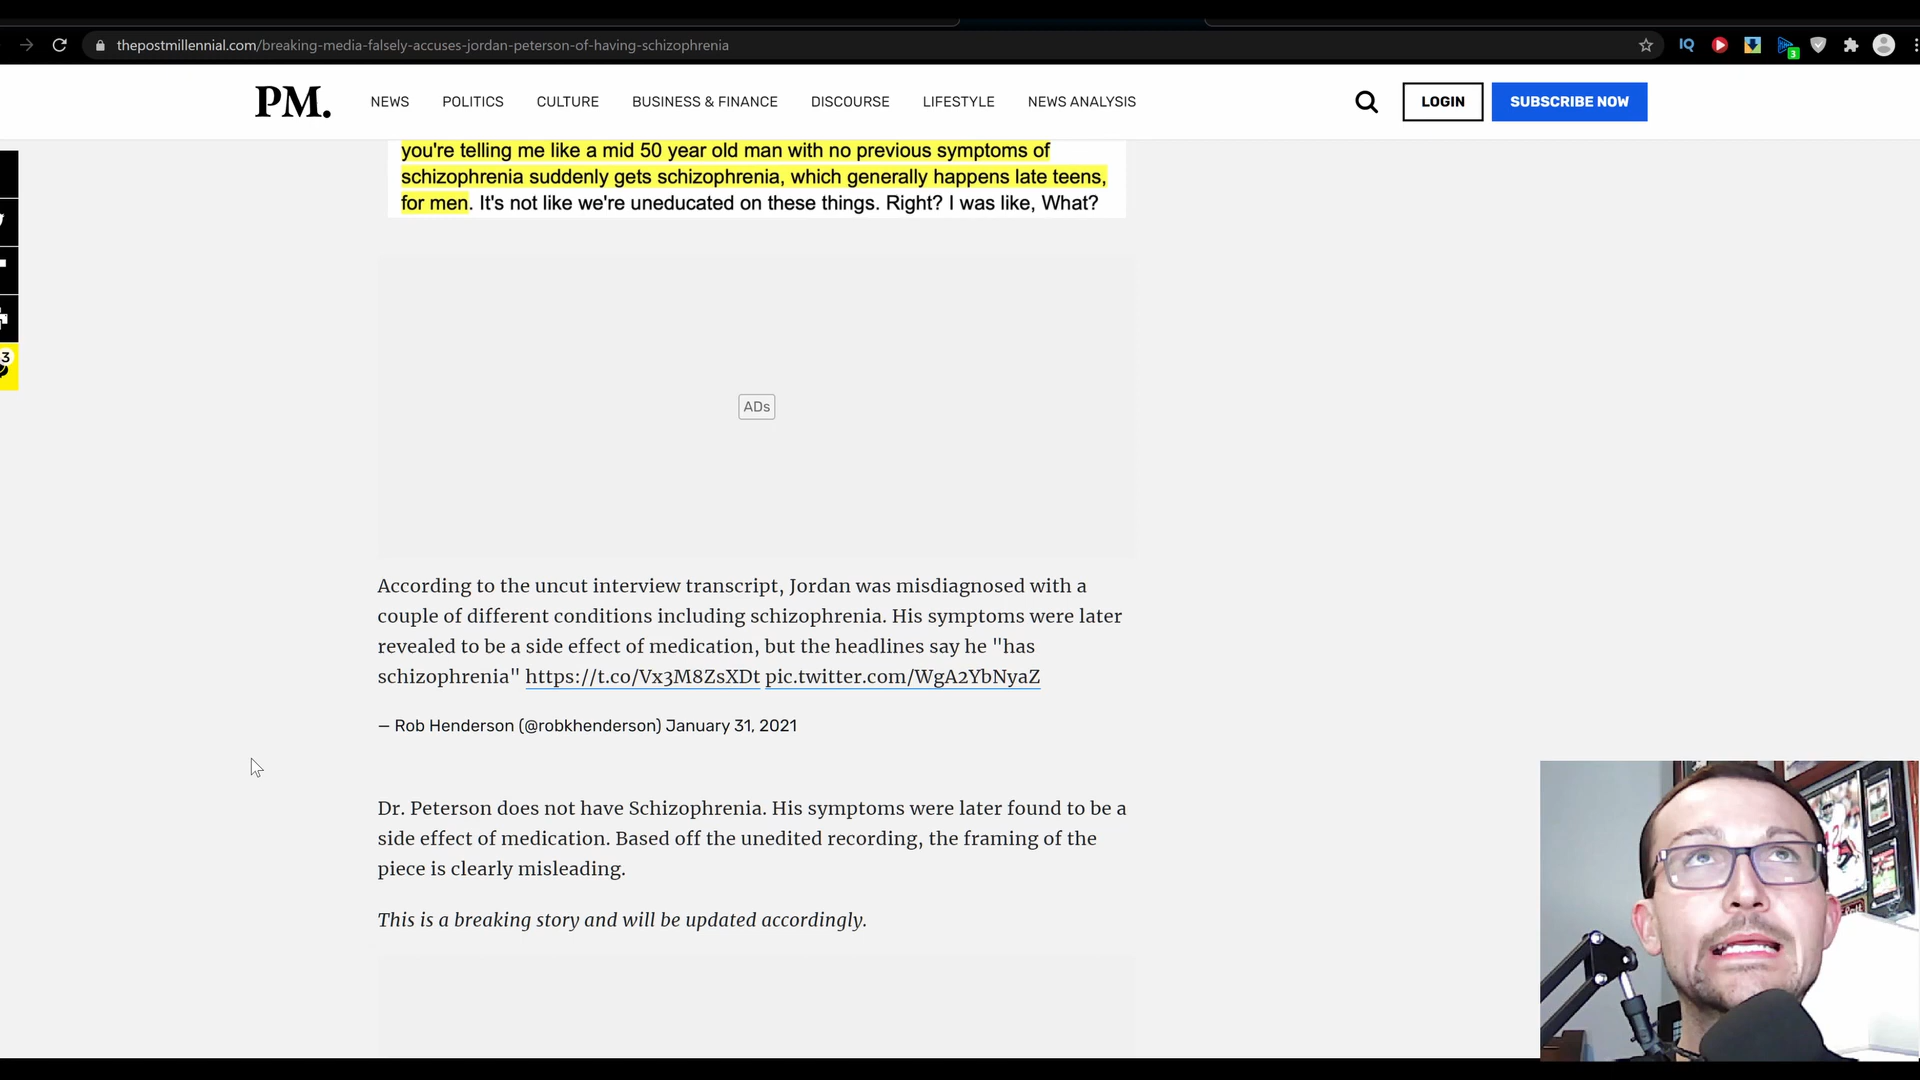 thepostmillennial.com/breaking-media-falsely-accuses-jordan-peterson-of-having-schizophrenia
IQ
3
PM.
NEWS
POLITICS
CULTURE
BUSINESS & FINANCE
DISCOURSE
LIFESTYLE
NEWS ANALYSIS
LOGIN
SUBSCRIBE NOW
you're telling me like a mid 50 year old man with no previous symptoms of
schizophrenia suddenly gets schizophrenia, which generally happens late teens,
for men. It's not like we're uneducated on these things. Right? I was like, What?
3
ADs
According to the uncut interview transcript, Jordan was misdiagnosed with a
couple of different conditions including schizophrenia. His symptoms were later
revealed to be a side effect of medication, but the headlines say he "has
schizophrenia" https://t.co/Vx3M8ZsXDt pic.twitter.com/WgA2YbNyaZ
— Rob Henderson (@robkhenderson) January 31, 2021
Dr. Peterson does not have Schizophrenia. His symptoms were later found to be a
side effect of medication. Based off the unedited recording, the framing of the
piece is clearly misleading.
This is a breaking story and will be updated accordingly.